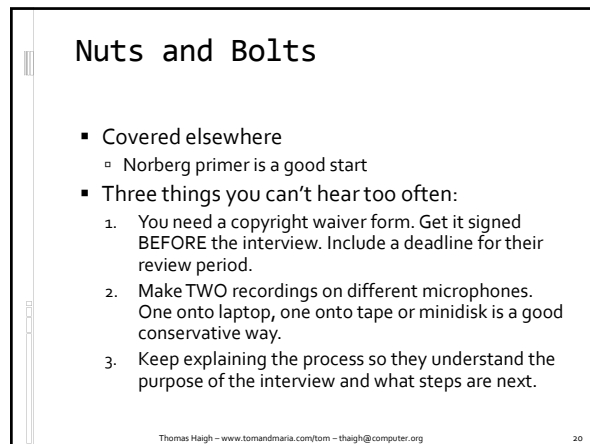 Nuts and Bolts
▪ Covered elsewhere
▫ Norberg primer is a good start
▪ Three things you can’t hear too often:
1. You need a copyright waiver form. Get it signed
BEFORE the interview. Include a deadline for their
review period.
2. Make TWO recordings on different microphones.
One onto laptop, one onto tape or minidisk is a good
conservative way.
3. Keep explaining the process so they understand the
purpose of the interview and what steps are next.
Thomas Haigh – www.tomandmaria.com/tom – thaigh@computer.org 20